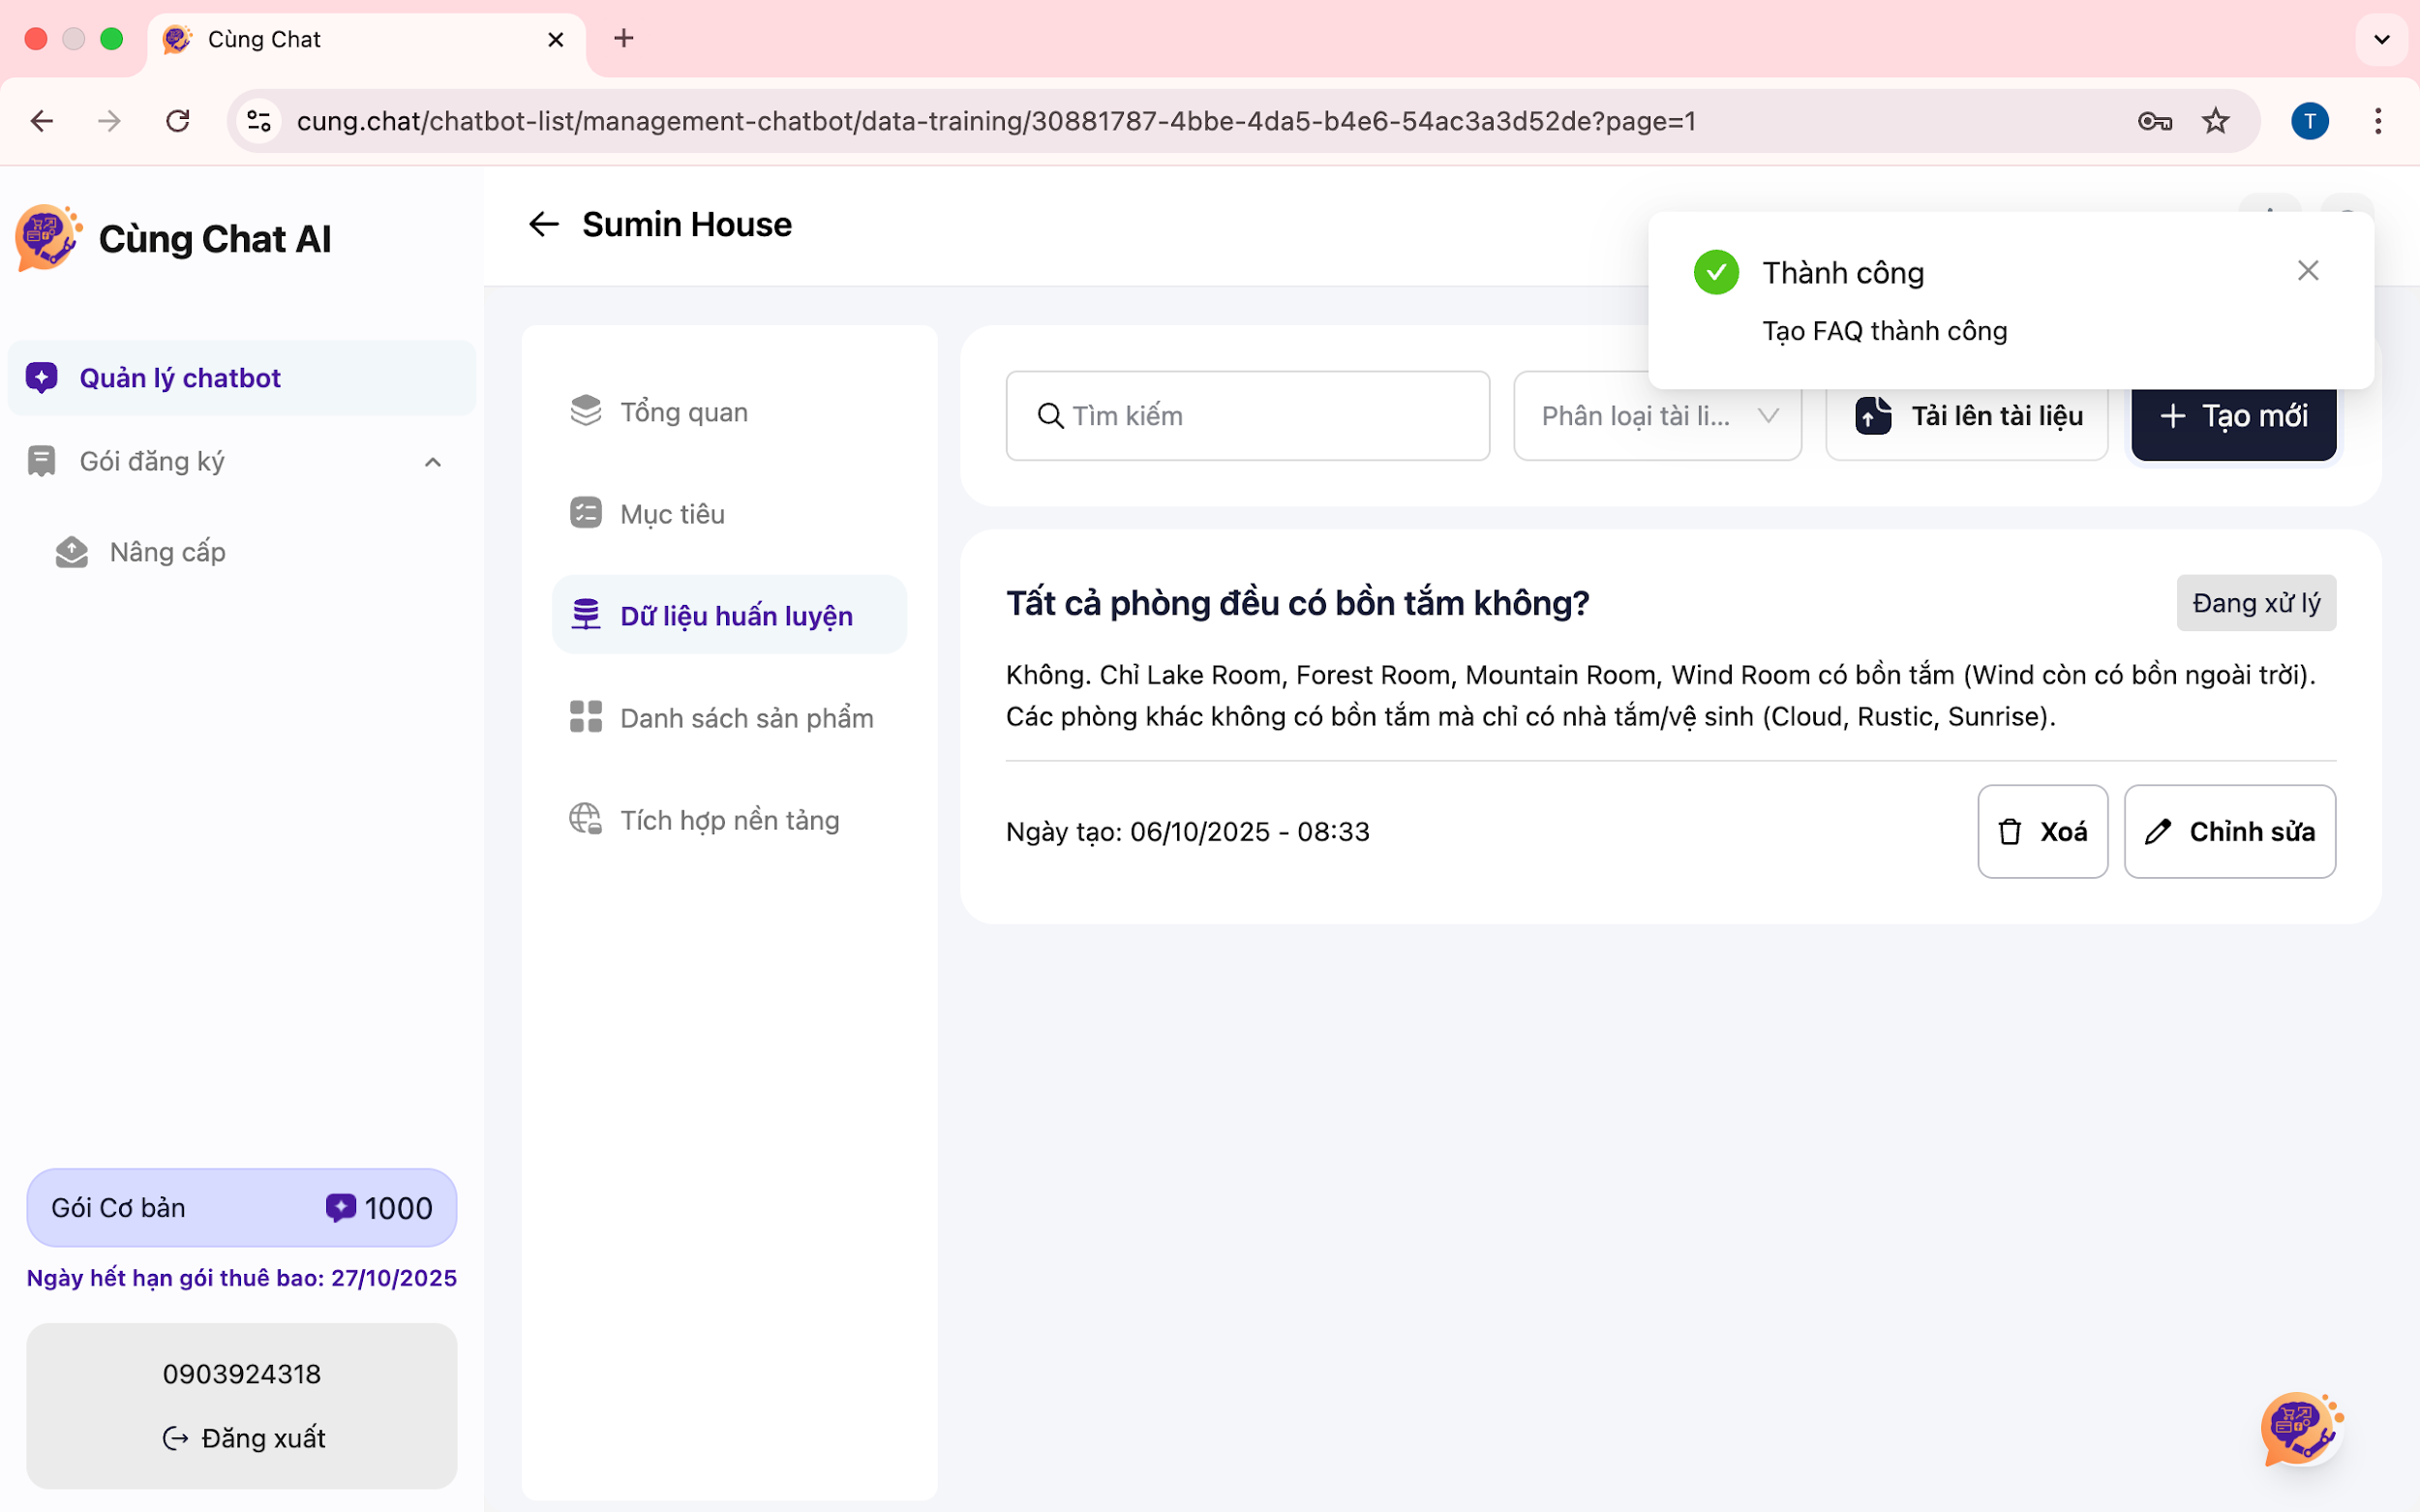 Cùng Chat
cung.chat/chatbot-list/management-chatbot/data-training/30881787-4bbe-4da5-b4e6-54ac3a3d52de?page=1
T
Cùng Chat AI
Quản lý chatbot
Gói đăng ký
Nâng cấp
Gói Cơ bản
1000
Ngày hết hạn gói thuê bao: 27/10/2025
0903924318
Đăng xuất
Sumin House
Thành công
Tạo FAQ thành công
Tổng quan
Mục tiêu
Dữ liệu huấn luyện
Danh sách sản phẩm
Tích hợp nền tảng
Tìm kiếm
Phân loại tài li...
Tải lên tài liệu
Tạo mới
Tất cả phòng đều có bồn tắm không?
Đang xử lý
Không. Chỉ Lake Room, Forest Room, Mountain Room, Wind Room có bồn tắm (Wind còn có bồn ngoài trời).
Các phòng khác không có bồn tắm mà chỉ có nhà tắm/vệ sinh (Cloud, Rustic, Sunrise).
Ngày tạo: 06/10/2025 - 08:33
Xoá
Chỉnh sửa